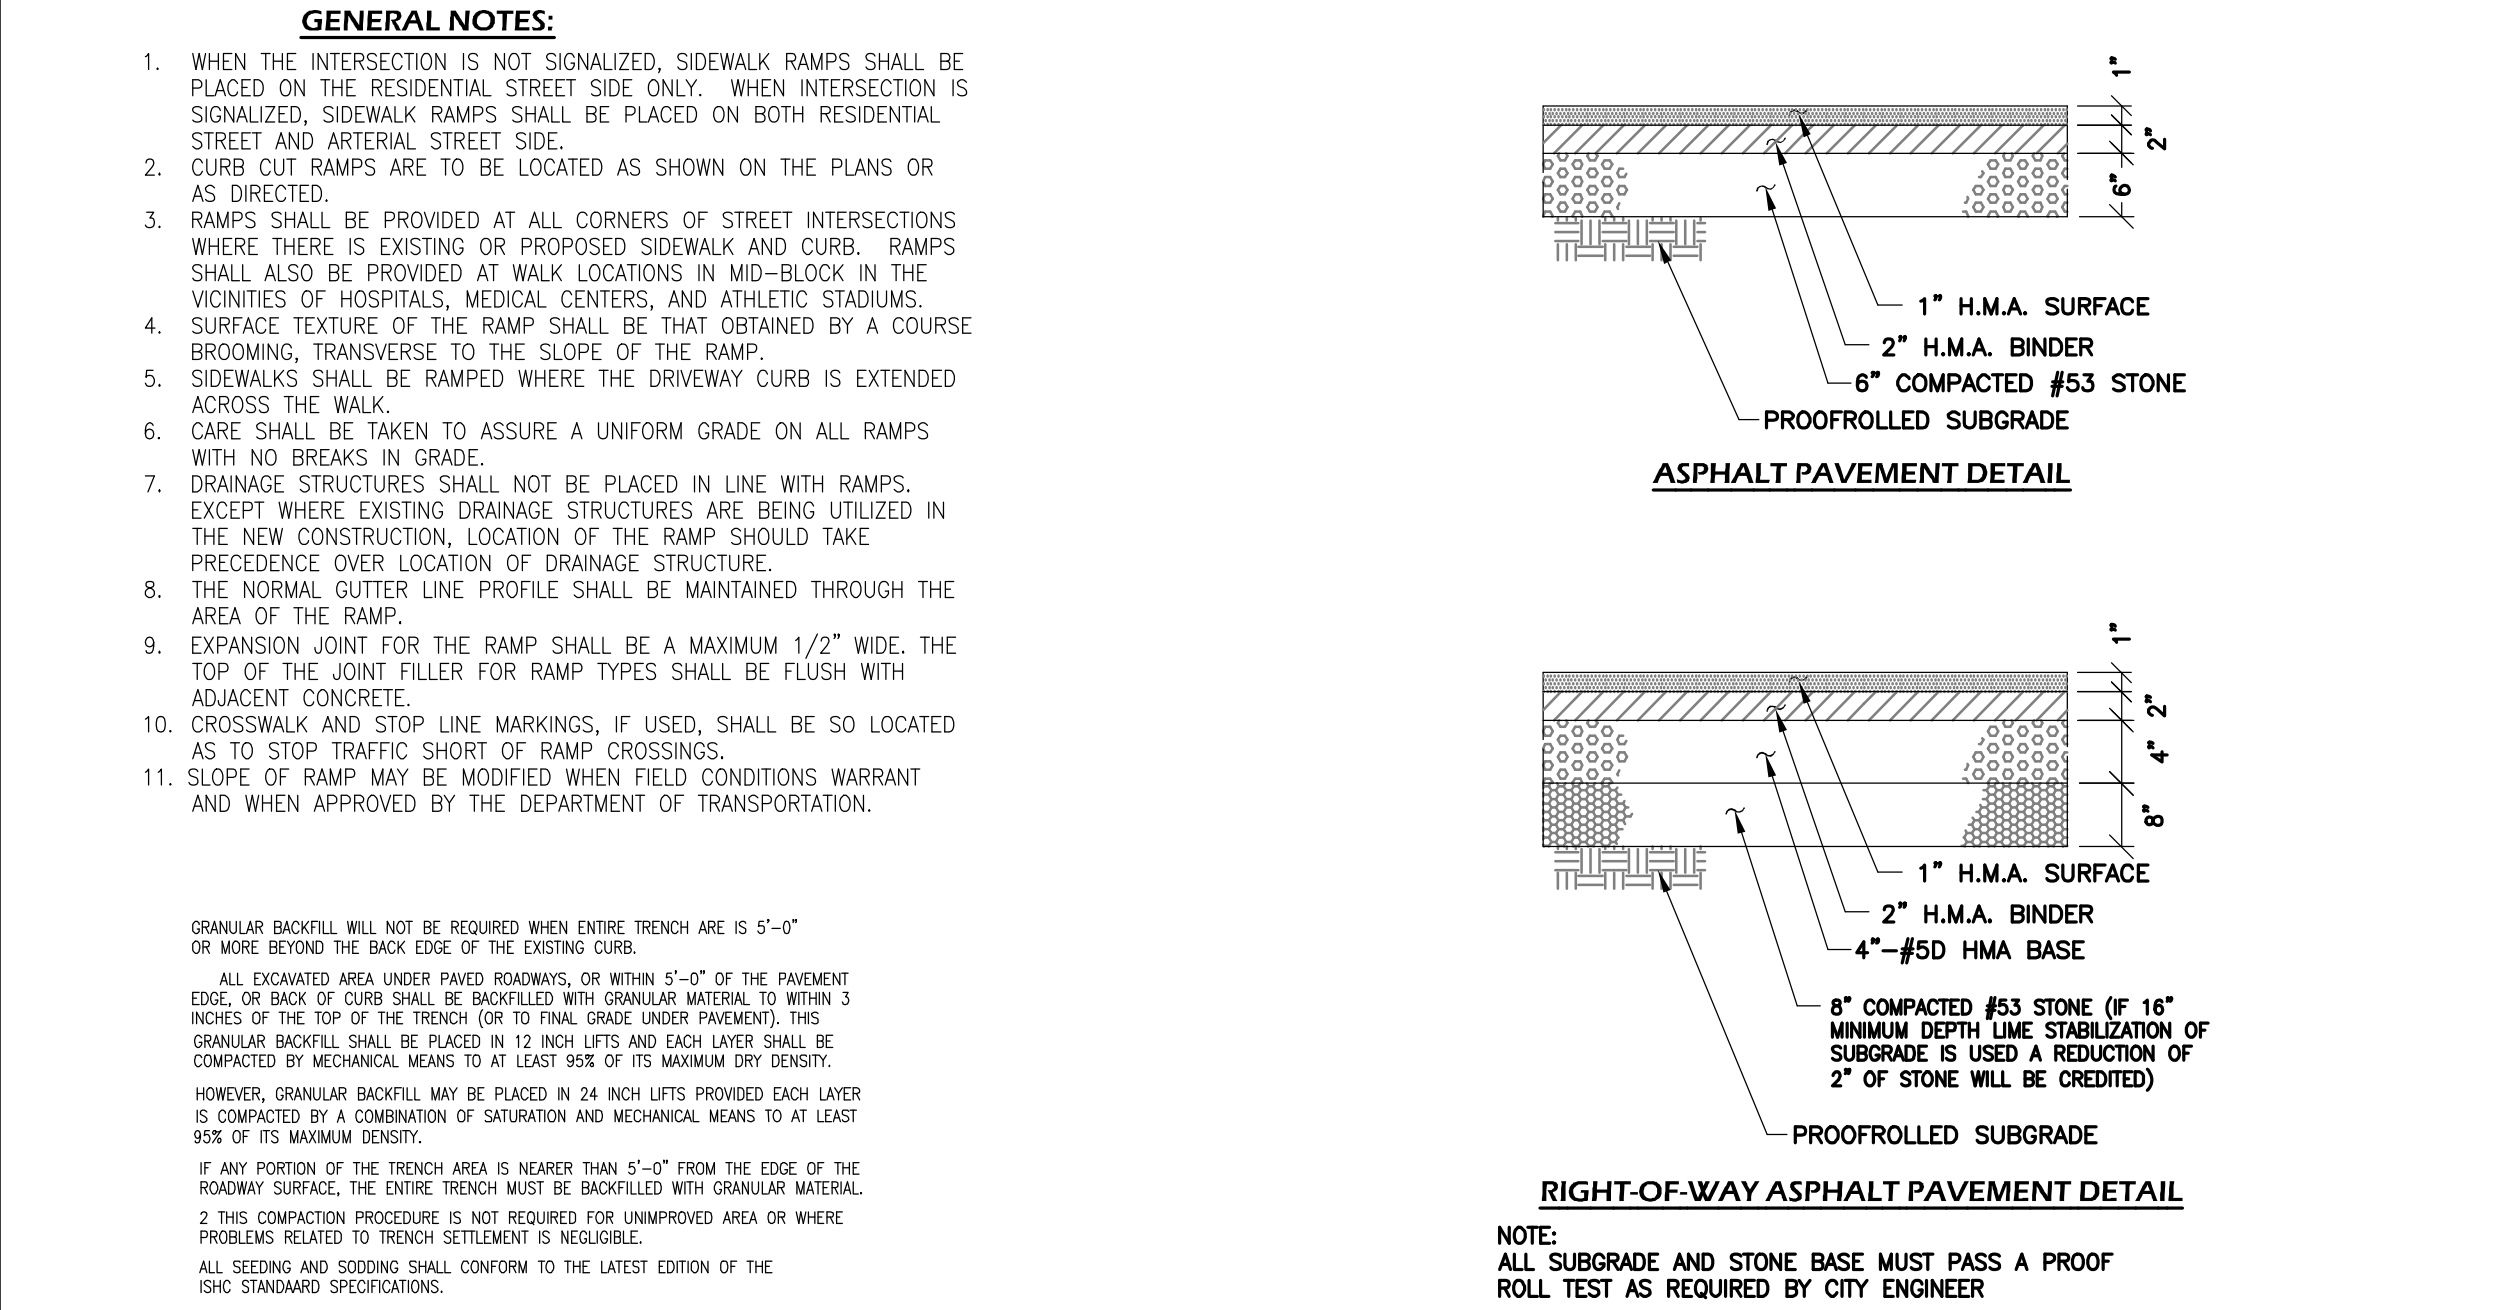 GENERAL NOTES:
1. WHEN THE INTERSECTION IS NOT SIGNALIZED, SIDEWALK RAMPS SHALL BE
PLACED ON THE RESIDENTIAL STREET SIDE ONLY. WHEN INTERSECTION IS
SIGNALIZED, SIDEWALK RAMPS SHALL BE PLACED ON BOTH RESIDENTIAL
STREET AND ARTERIAL STREET SIDE.
2. CURB CUT RAMPS ARE TO BE LOCATED AS SHOWN ON THE PLANS OR
AS DIRECTED.
3. RAMPS SHALL BE PROVIDED AT ALL CORNERS OF STREET INTERSECTIONS
WHERE THERE IS EXISTING OR PROPOSED SIDEWALK AND CURB. RAMPS
SHALL ALSO BE PROVIDED AT WALK LOCATIONS IN MID-BLOCK IN THE
VICINITIES OF HOSPITALS, MEDICAL CENTERS, AND ATHLETIC STADIUMS.
4. SURFACE TEXTURE OF THE RAMP SHALL BE THAT OBTAINED BY A COURSE
BROOMING, TRANSVERSE TO THE SLOPE OF THE RAMP.
5. SIDEWALKS SHALL BE RAMPED WHERE THE DRIVEWAY CURB IS EXTENDED
ACROSS THE WALK.
6. CARE SHALL BE TAKEN TO ASSURE A UNIFORM GRADE ON ALL RAMPS
WITH NO BREAKS IN GRADE.
7. DRAINAGE STRUCTURES SHALL NOT BE PLACED IN LINE WITH RAMPS.
EXCEPT WHERE EXISTING DRAINAGE STRUCTURES ARE BEING UTILIZED IN
THE NEW CONSTRUCTION, LOCATION OF THE RAMP SHOULD TAKE
PRECEDENCE OVER LOCATION OF DRAINAGE STRUCTURE.
8. THE NORMAL GUTTER LINE PROFILE SHALL BE MAINTAINED THROUGH THE
AREA OF THE RAMP.
9. EXPANSION JOINT FOR THE RAMP SHALL BE A MAXIMUM 1/2" WIDE. THE
TOP OF THE JOINT FILLER FOR RAMP TYPES SHALL BE FLUSH WITH
ADJACENT CONCRETE.
10. CROSSWALK AND STOP LINE MARKINGS, IF USED, SHALL BE SO LOCATED
AS TO STOP TRAFFIC SHORT OF RAMP CROSSINGS.
11. SLOPE OF RAMP MAY BE MODIFIED WHEN FIELD CONDITIONS WARRANT
AND WHEN APPROVED BY THE DEPARTMENT OF TRANSPORTATION.
GRANULAR BACKFILL WILL NOT BE REQUIRED WHEN ENTIRE TRENCH ARE IS 5'-0"
OR MORE BEYOND THE BACK EDGE OF THE EXISTING CURB.
ALL EXCAVATED AREA UNDER PAVED ROADWAYS, OR WITHIN 5'-0" OF THE PAVEMENT
EDGE, OR BACK OF CURB SHALL BE BACKFILLED WITH GRANULAR MATERIAL TO WITHIN 3
INCHES OF THE TOP OF THE TRENCH (OR TO FINAL GRADE UNDER PAVEMENT). THIS
GRANULAR BACKFILL SHALL BE PLACED IN 12 INCH LIFTS AND EACH LAYER SHALL BE
COMPACTED BY MECHANICAL MEANS TO AT LEAST 95% OF ITS MAXIMUM DRY DENSITY.
HOWEVER, GRANULAR BACKFILL MAY BE PLACED IN 24 INCH LIFTS PROVIDED EACH LAYER
IS COMPACTED BY A COMBINATION OF SATURATION AND MECHANICAL MEANS TO AT LEAST
95% OF ITS MAXIMUM DENSITY.
IF ANY PORTION OF THE TRENCH AREA IS NEARER THAN 5'-0" FROM THE EDGE OF THE
ROADWAY SURFACE, THE ENTIRE TRENCH MUST BE BACKFILLED WITH GRANULAR MATERIAL.
2 THIS COMPACTION PROCEDURE IS NOT REQUIRED FOR UNIMPROVED AREA OR WHERE
PROBLEMS RELATED TO TRENCH SETTLEMENT IS NEGLIGIBLE.
ALL SEEDING AND SODDING SHALL CONFORM TO THE LATEST EDITION OF THE
ISHC STANDAARD SPECIFICATIONS.
1"
2"
6"
1" H.M.A. SURFACE
2" H.M.A. BINDER
6" COMPACTED #53 STONE
PROOFROLLED SUBGRADE
ASPHALT PAVEMENT DETAIL
1"
2"
4"
8"
1" H.M.A. SURFACE
2" H.M.A. BINDER
4"-#5D HMA BASE
8" COMPACTED #53 STONE (IF 16"
MINIMUM DEPTH LIME STABILIZATION OF
SUBGRADE IS USED A REDUCTION OF
2" OF STONE WILL BE CREDITED)
PROOFROLLED SUBGRADE
RIGHT-OF-WAY ASPHALT PAVEMENT DETAIL
NOTE:
ALL SUBGRADE AND STONE BASE MUST PASS A PROOF
ROLL TEST AS REQUIRED BY CITY ENGINEER